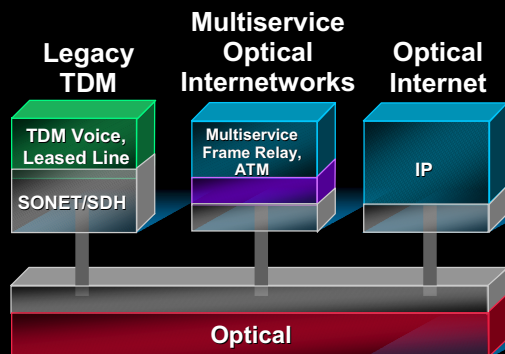 Legacy
TDM
Multiservice
Optical
Internetworks
Optical
Internet
TDM Voice,
Leased Line
SONET/SDH
Multiservice
Frame Relay,
ATM
IP
Optical